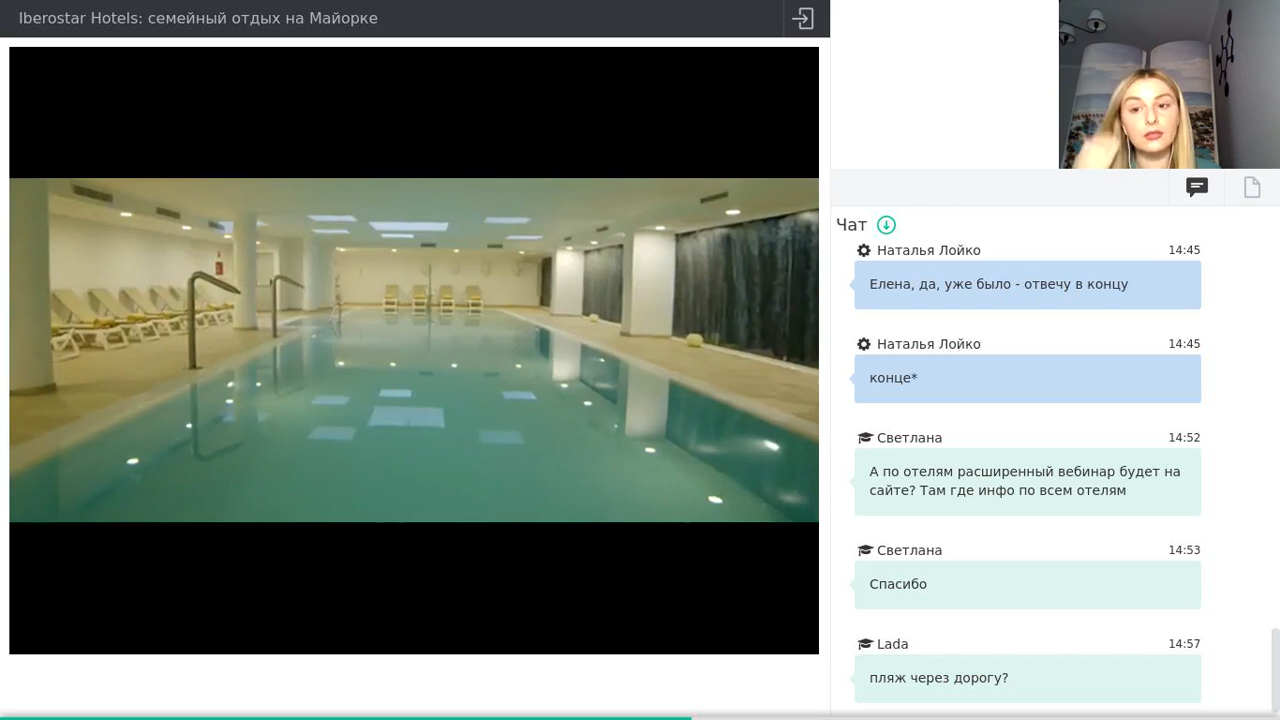 Iberostar Hotels: семейный отдых на Майорке
Чат
Наталья Лойко 14:45
Елена, да, уже было - отвечу в концу
Наталья Лойко 14:45
конце*
Светлана 14:52
А по отелям расширенный вебинар будет на
сайте? Там где инфо по всем отелям
Светлана 14:53
Спасибо
Lada 14:57
пляж через дорогу?